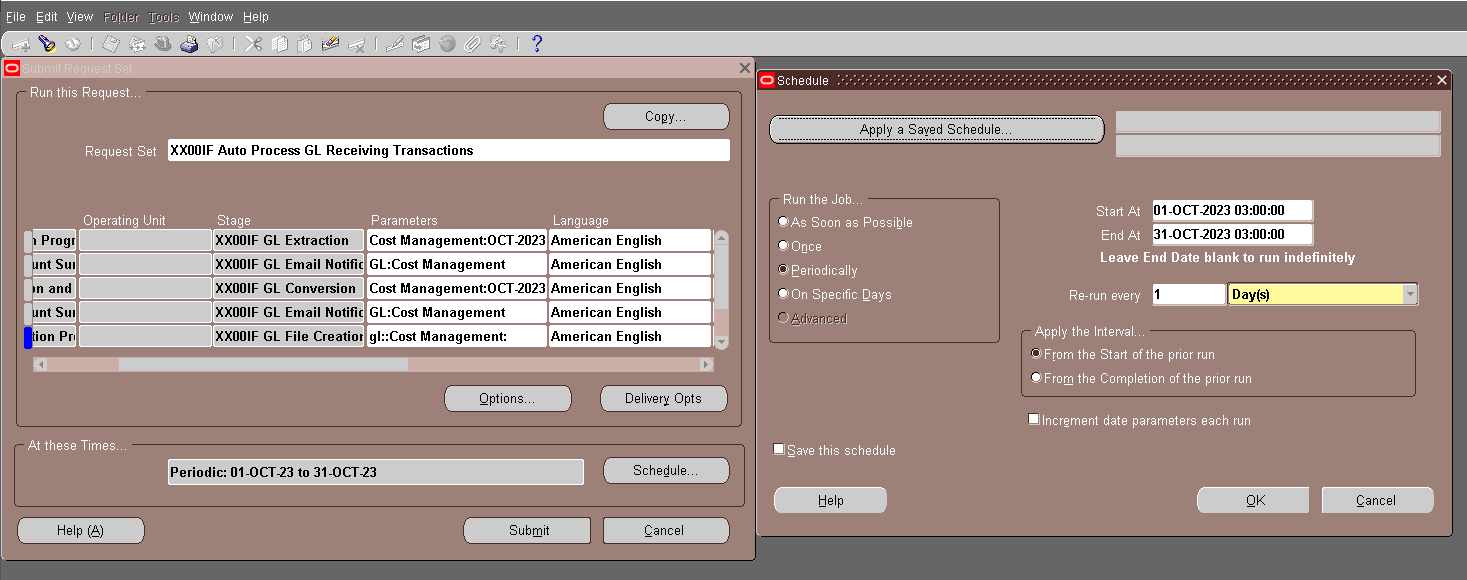 File Edit View Folder Tools Window Help
Submit Request Set
Run this Request...
Copy...
Request Set XX00IF Auto Process GL Receiving Transactions
Operating Unit Stage Parameters Language
n Progr XX00IF GL Extraction Cost Management:OCT-2023 American English
unt Sur XX00IF GL Email Notific GL:Cost Management American English
on and XX00IF GL Conversion Cost Management:OCT-2023 American English
unt Sur XX00IF GL Email Notific GL:Cost Management American English
tion Pr XX00IF GL File Creation gl::Cost Management: American English
Options... Delivery Opts
At these Times...
Periodic: 01-OCT-23 to 31-OCT-23 Schedule...
Help (A) Submit Cancel
Schedule
Apply a Saved Schedule...
Run the Job...
As Soon as Possible
Once
Periodically
On Specific Days
Advanced
Start At 01-OCT-2023 03:00:00
End At 31-OCT-2023 03:00:00
Leave End Date blank to run indefinitely
Re-run every 1 Day(s)
Apply the Interval...
From the Start of the prior run
From the Completion of the prior run
Increment date parameters each run
Save this schedule
Help OK Cancel